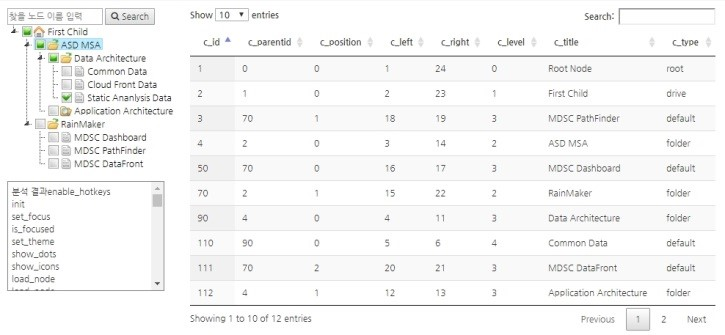 찾을 노드 이름 입력 Search
First Child
ASD MSA
Data Architecture
Common Data
Cloud Front Data
Static Ananlysis Data
Application Architecture
RainMaker
MDSC Dashboard
MDSC PathFinder
MDSC DataFront
분석 결과enable_hotkeys
init
set_focus
is_focused
set_theme
show_dots
show_icons
load_node
Show 10 entries Search:
c_id c_parentid c_position c_left c_right c_level c_title c_type
1 0 0 1 24 0 Root Node root
2 1 0 2 23 1 First Child drive
3 70 1 18 19 3 MDSC PathFinder default
4 2 0 3 14 2 ASD MSA folder
50 70 0 16 17 3 MDSC Dashboard default
70 2 1 15 22 2 RainMaker folder
90 4 0 4 11 3 Data Architecture folder
110 90 0 5 6 4 Common Data default
111 70 2 20 21 3 MDSC DataFront default
112 4 1 12 13 3 Application Architecture folder
Showing 1 to 10 of 12 entries Previous 1 2 Next